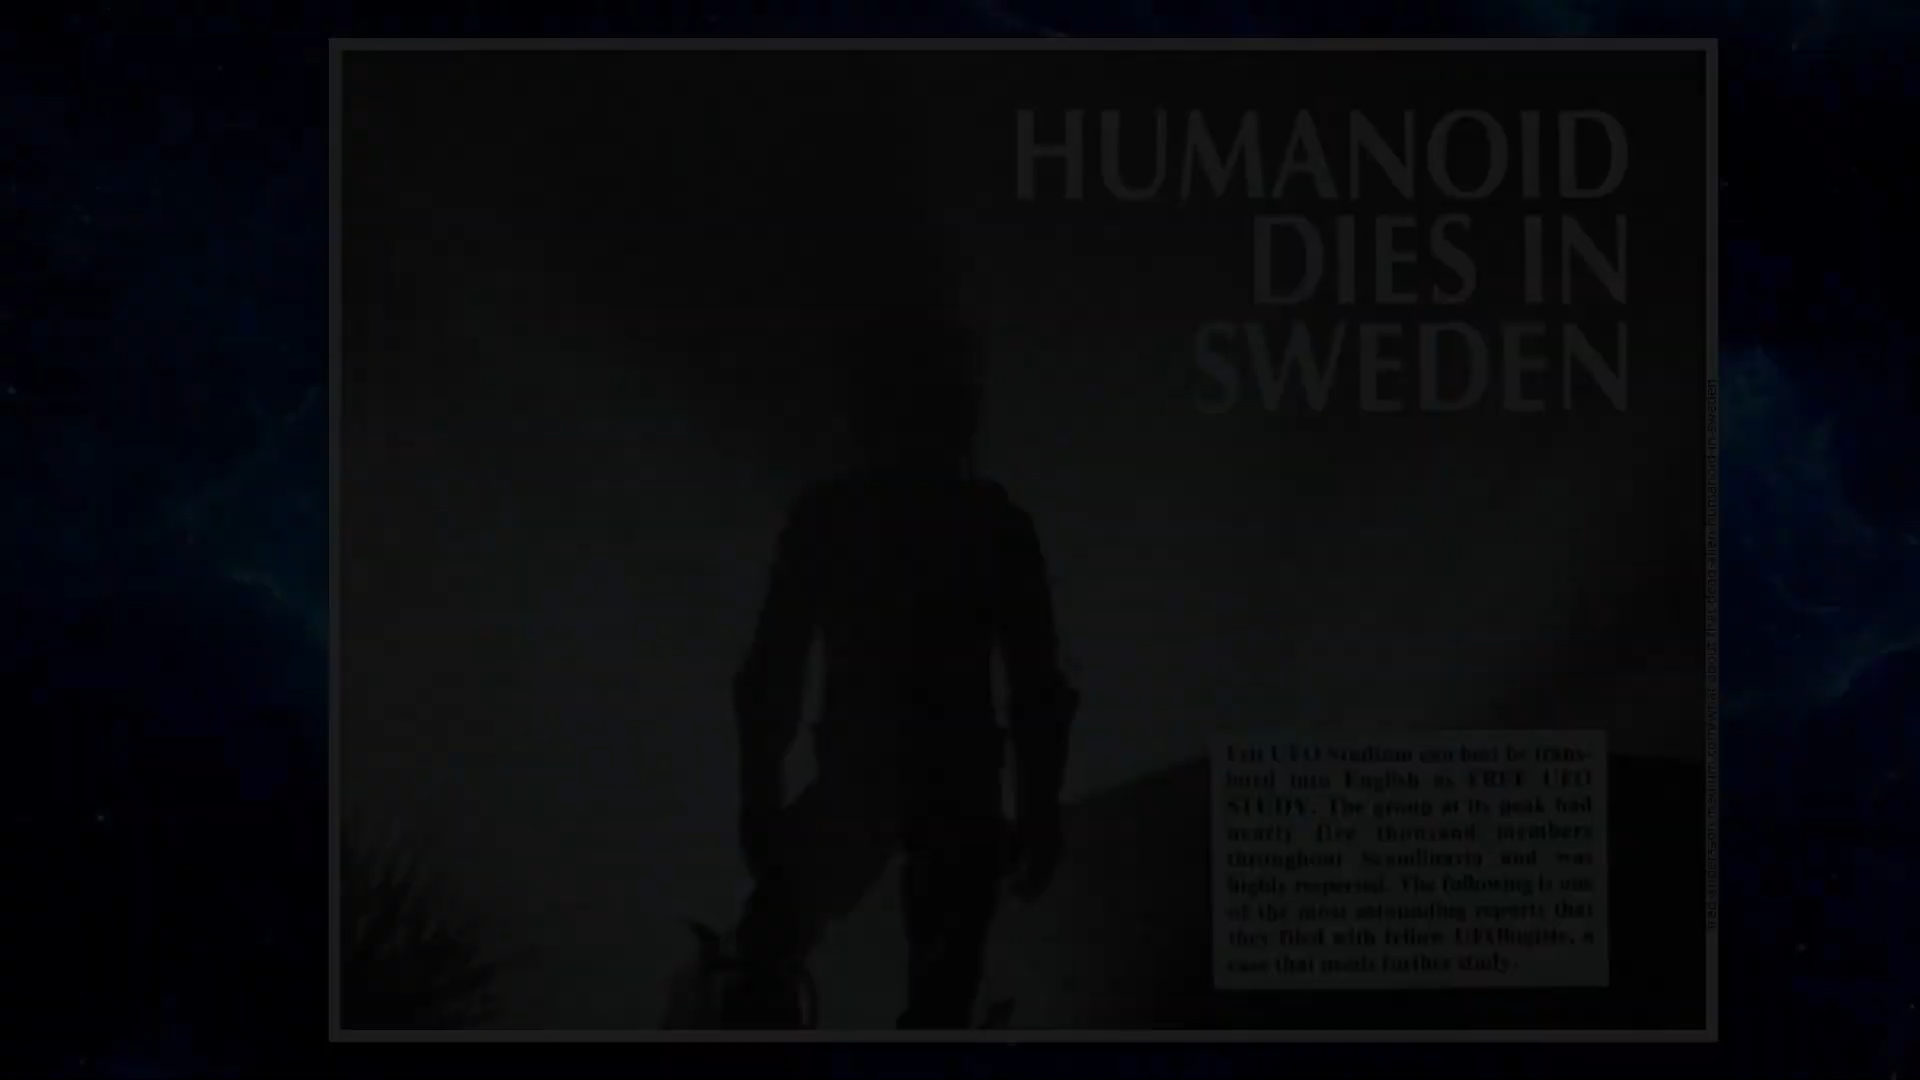 HUMANOID
DIES IN
SWEDEN
UFO Studium can best be trans-
lated into English as FREE UFO
STUDY. The group at its peak had
nearly five thousand members
throughout Scandinavia and was
highly respected. The following is one
of the most astounding reports that
they filed with fellow UFOlogists, a
case that needs further study.